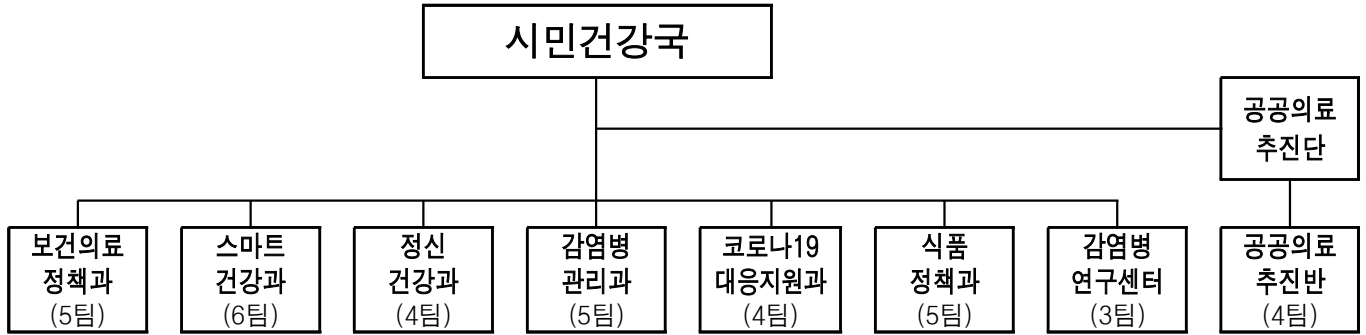 시민건강국
공공의료
추진단
보건의료
정책과
(5팀)
스마트
건강과
(6팀)
정신
건강과
(4팀)
감염병
관리과
(5팀)
코로나19
대응지원과
(4팀)
식품
정책과
(5팀)
감염병
연구센터
(3팀)
공공의료
추진반
(4팀)